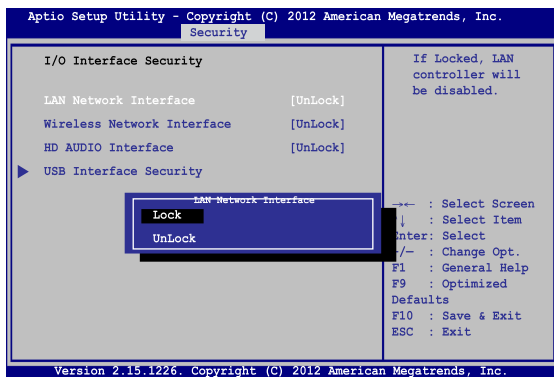 Aptio Setup Utility - Copyright (C) 2012 American Megatrends, Inc.
Security
I/O Interface Security
LAN Network Interface [UnLock]
Wireless Network Interface [UnLock]
HD AUDIO Interface [UnLock]
USB Interface Security
If Locked, LAN
controller will
be disabled.
LAN Network Interface
Lock
UnLock
→← : Select Screen
↓ : Select Item
Enter: Select
/— : Change Opt.
F1 : General Help
F9 : Optimized
Defaults
F10 : Save & Exit
ESC : Exit
Version 2.15.1226. Copyright (C) 2012 American Megatrends, Inc.